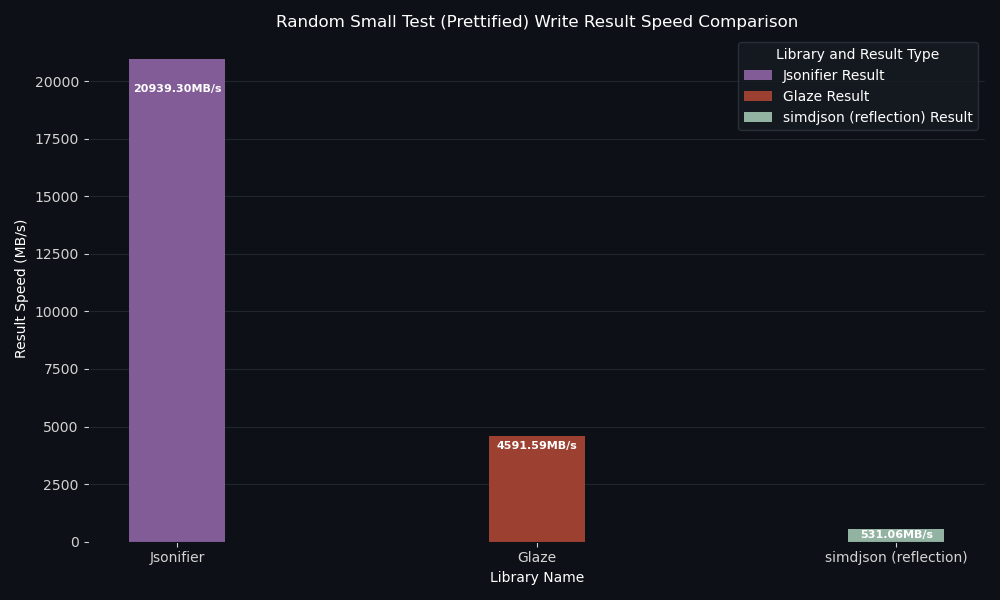 Random Small Test (Prettified) Write Result Speed Comparison
Library and Result Type
Jsonifier Result
Glaze Result
simdjson (reflection) Result
Result Speed (MB/s)
20000
17500
15000
12500
10000
7500
5000
2500
0
20939.30MB/s
4591.59MB/s
531.06MB/s
Jsonifier
Glaze
simdjson (reflection)
Library Name